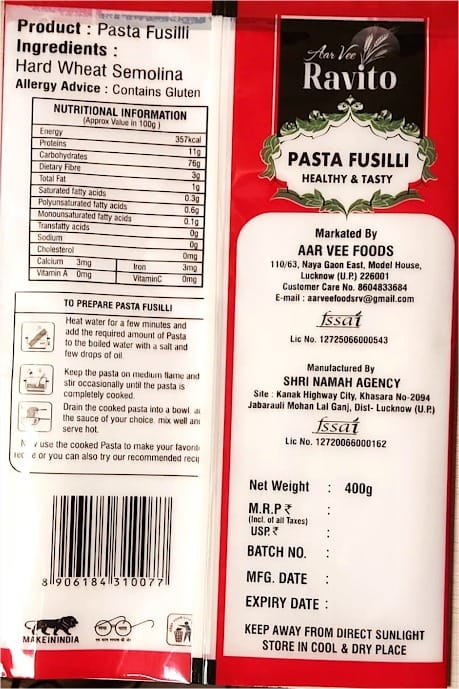 Product : Pasta Fusilli
Ingredients :
Hard Wheat Semolina
Allergy Advice : Contains Gluten
NUTRITIONAL INFORMATION
(Approx Value in 100g )
Energy 357kcal
Proteins 11g
Carbohydrates 76g
Dietary Fibre 3g
Total Fat 1g
Saturated fatty acids 0.3g
Polyunsaturated fatty acids 0.6g
Monounsaturated fatty acids 0.1g
Transfatty acids 0g
Sodium 0g
Cholesterol 0mg
Calcium 3mg Iron 3mg
Vitamin A 0mg VitaminC 0mg
TO PREPARE PASTA FUSILLI
Heat water for a few minutes and
add the required amount of Pasta
to the boiled water with a salt and
few drops of oil.
Keep the pasta on medium flame and
stir occasionally until the pasta is
completely cooked.
Drain the cooked pasta into a bowl
the sauce of your choice. mix well
serve hot.
use the cooked Pasta to make your
or you can also try our recommended
8 906184 310077
MAKEINDIA
Aar Vee
Ravito
PASTA FUSILLI
HEALTHY & TASTY
Markated By
AAR VEE FOODS
110/63, Naya Gaon East, Model House,
Lucknow (U.P.) 226001
Customer Care No. 8604833684
E-mail : aarveefoodsrv@gmail.com
fssai
Lic No. 12725066000543
Manufactured By
SHRI NAMAH AGENCY
Site : Kanak Highway City, Khasara No-2094
Jabarauli Mohan Lal Ganj, Dist- Lucknow (U.P.)
fssai
Lic No. 12720066000162
Net Weight : 400g
M.R.P ₹ :
(Incl. of all Taxes)
USP. ₹ :
BATCH NO. :
MFG. DATE :
EXPIRY DATE :
KEEP AWAY FROM DIRECT SUNLIGHT
STORE IN COOL & DRY PLACE